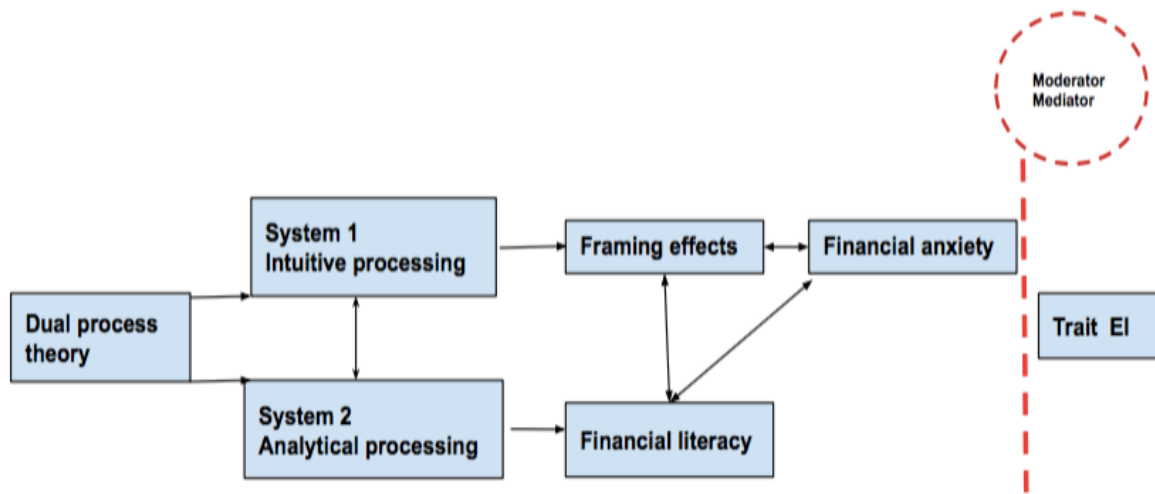 Moderator
Mediator
System 1
Intuitive processing
Framing effects
Financial anxiety
Dual process
theory
Trait EI
System 2
Analytical processing
Financial literacy